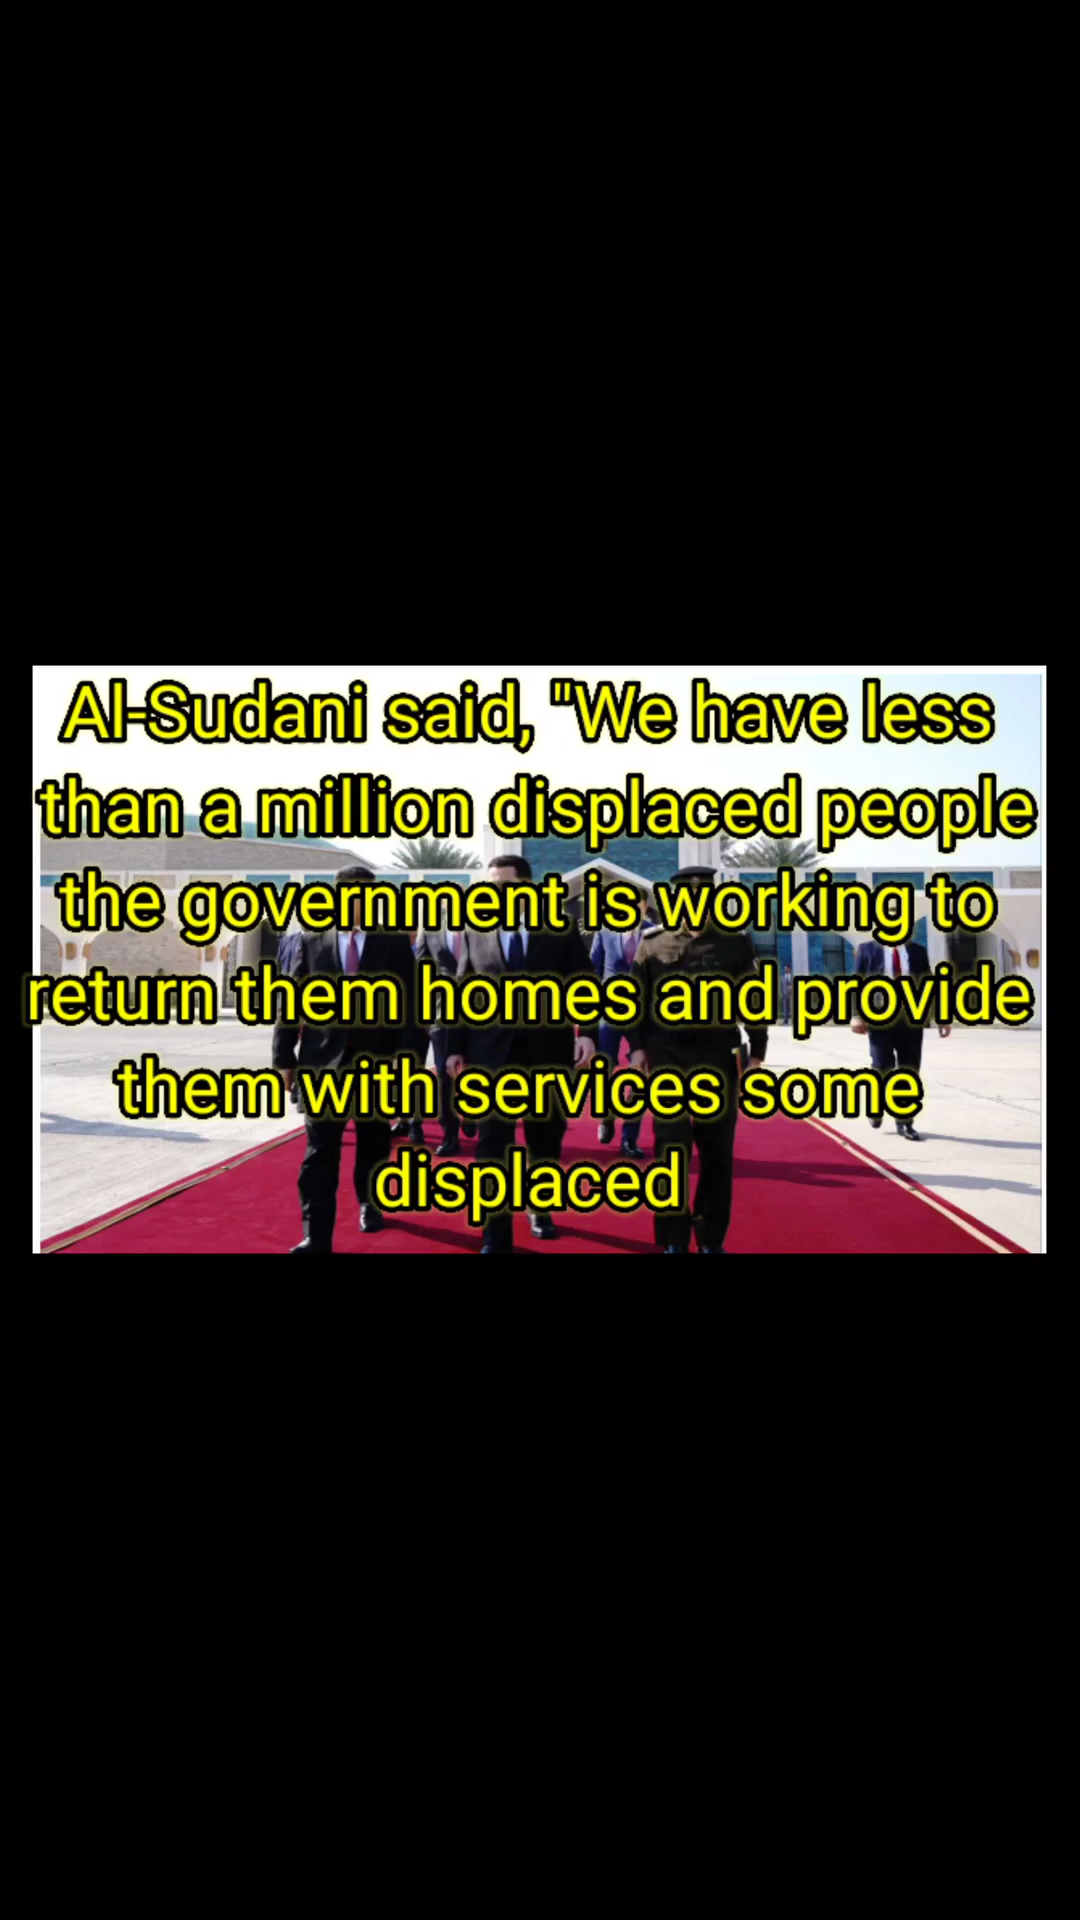 Al-Sudani said, "We have less
than a million displaced people
the government is working to
return them homes and provide
them with services some
displaced